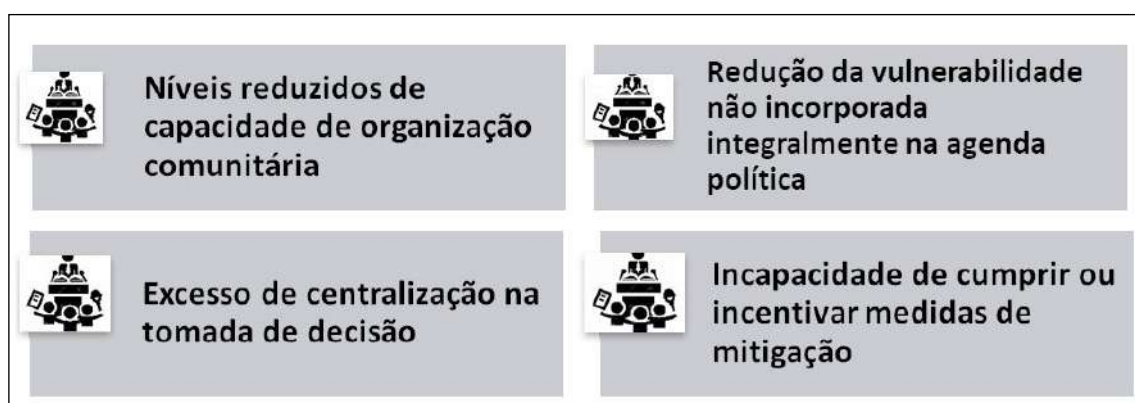 Níveis reduzidos de
capacidade de organização
comunitária
Redução da vulnerabilidade
não incorporada
integralmente na agenda
política
Excesso de centralização na
tomada de decisão
Incapacidade de cumprir ou
incentivar medidas de
mitigação